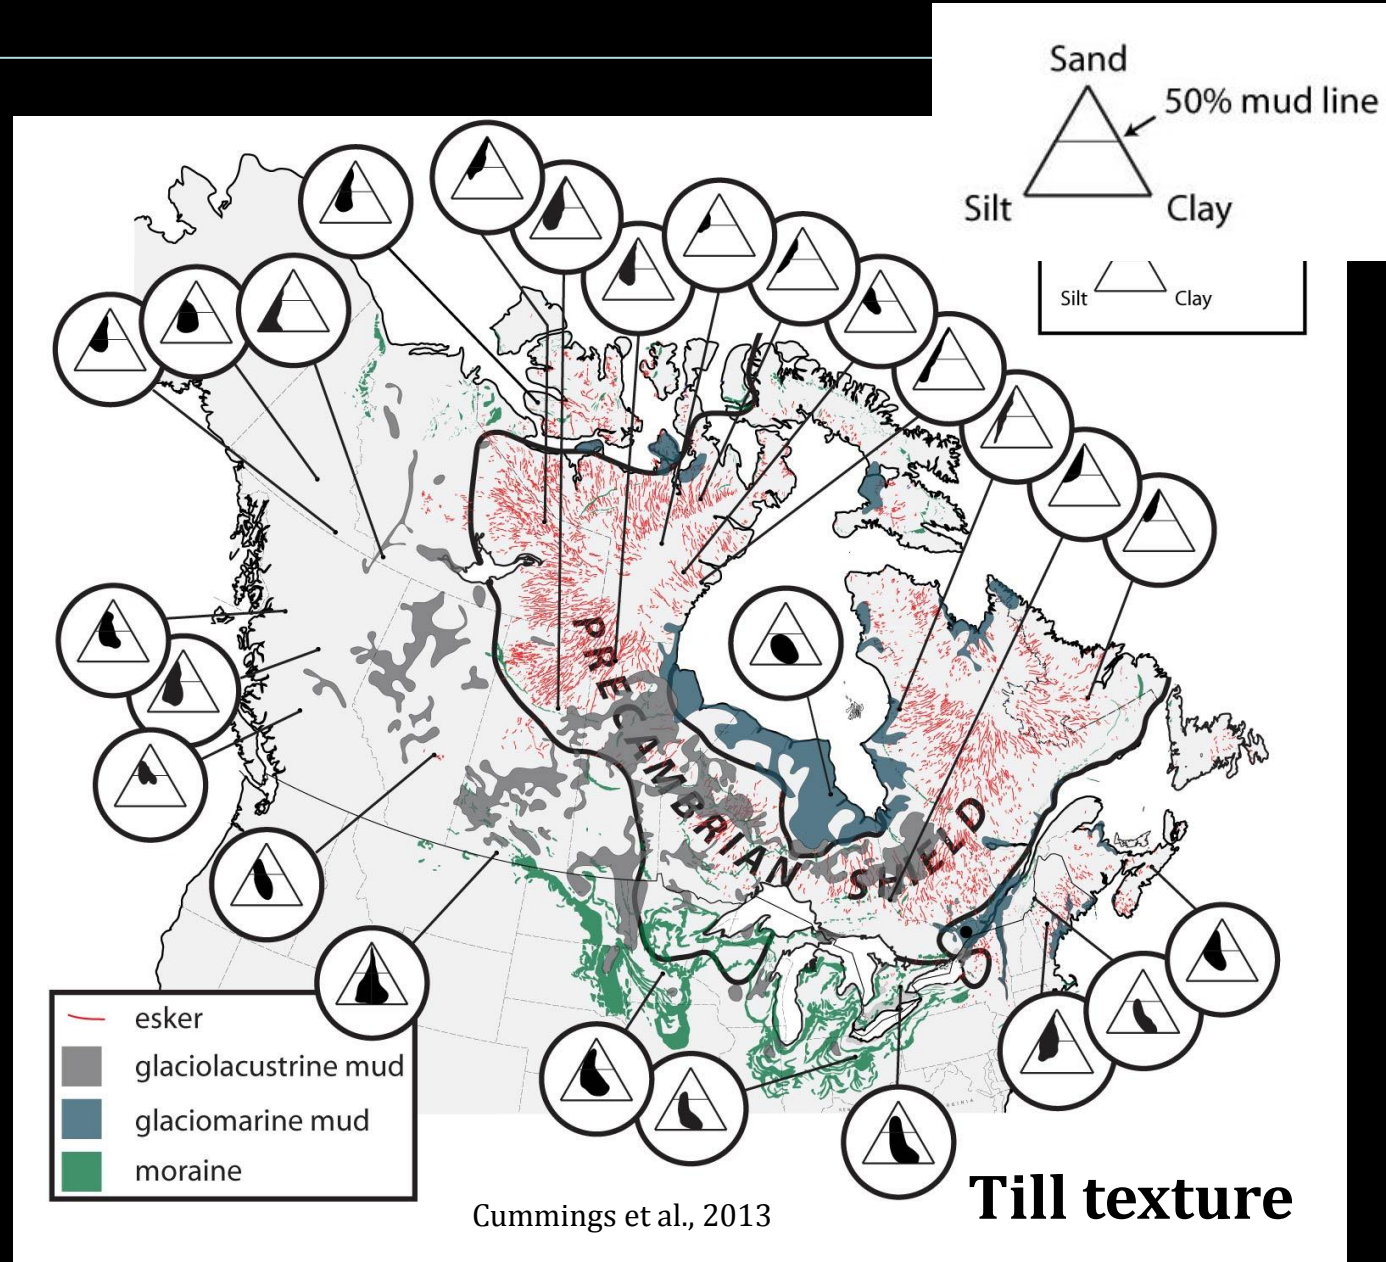 Sand
50% mud line
Silt
Clay
Silt
Clay
PRECAMBRIAN SHIELD
esker
glaciolacustrine mud
glaciomarine mud
moraine
Cummings et al., 2013
Till texture